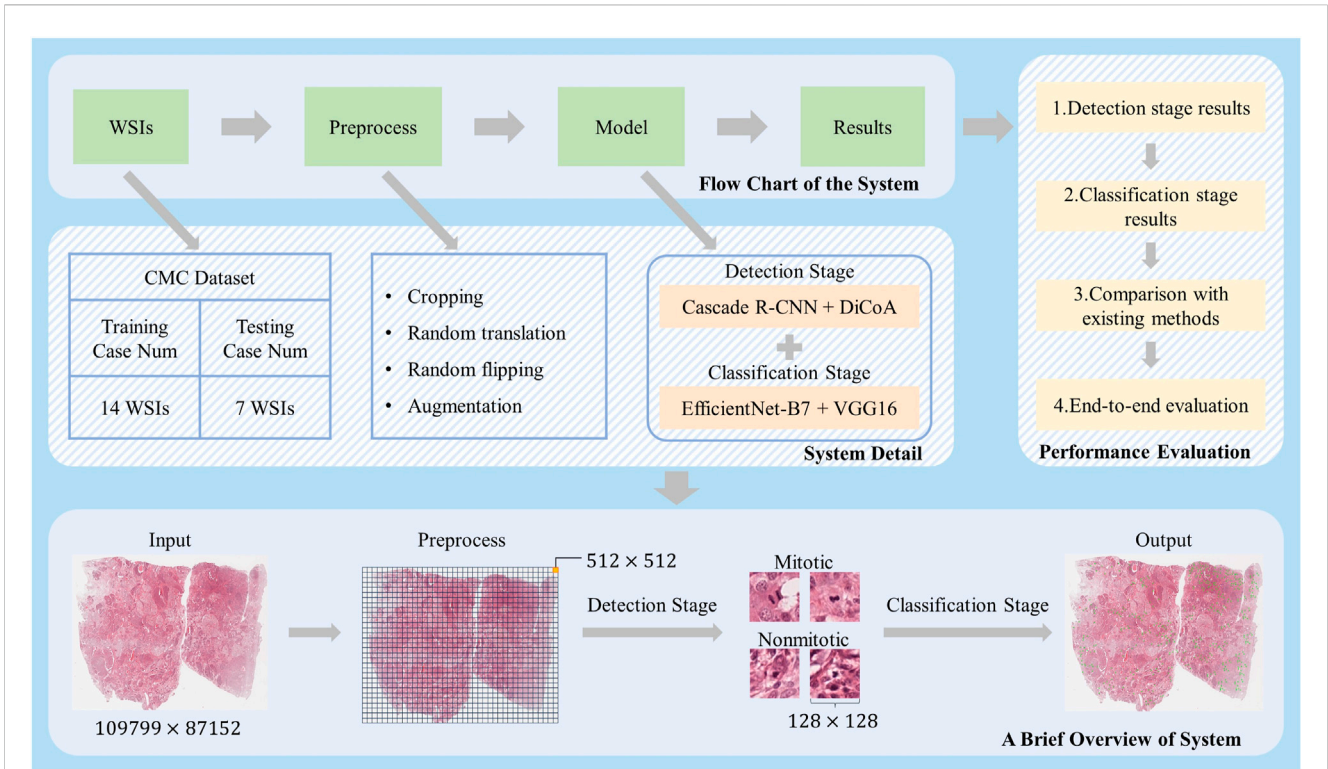 WSIs
Preprocess
Model
Results
Flow Chart of the System
CMC Dataset
Training
Case Num
Testing
Case Num
14 WSIs
7 WSIs
• Cropping
• Random translation
• Random flipping
• Augmentation
Detection Stage
Cascade R-CNN + DiCoA
Classification Stage
EfficientNet-B7 + VGG16
System Detail
1.Detection stage results
2.Classification stage
results
3.Comparison with
existing methods
4.End-to-end evaluation
Performance Evaluation
Input
109799 × 87152
Preprocess
512 × 512
Detection Stage
Mitotic
Nonmitotic
128 × 128
Classification Stage
Output
A Brief Overview of System